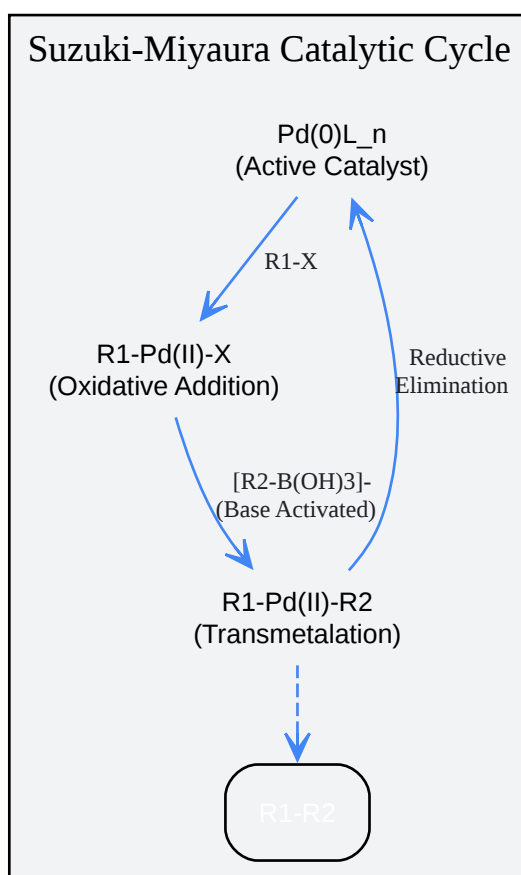 Suzuki-Miyaura Catalytic Cycle
Pd(0)L_n
(Active Catalyst)
R1-X
R1-Pd(II)-X
(Oxidative Addition)
Reductive
Elimination
[R2-B(OH)3]-
(Base Activated)
R1-Pd(II)-R2
(Transmetalation)
R1-R2